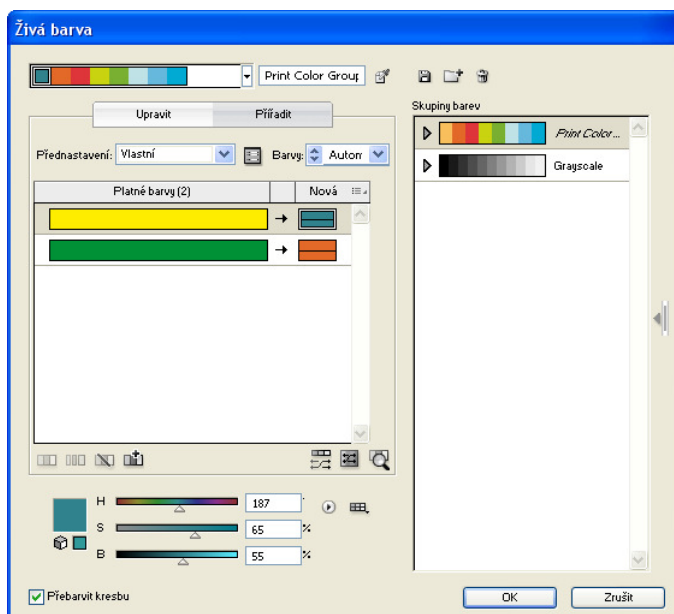 Živá barva
Print Color Group
Upravit
Přiřadit
Přednastavení: Vlastní
Barvy: Autom
Platné barvy (2)
Nová
H 187 °
S 65 %
B 55 %
Přebarvit kresbu
Skupiny barev
Print Color...
Grayscale
OK
Zrušit